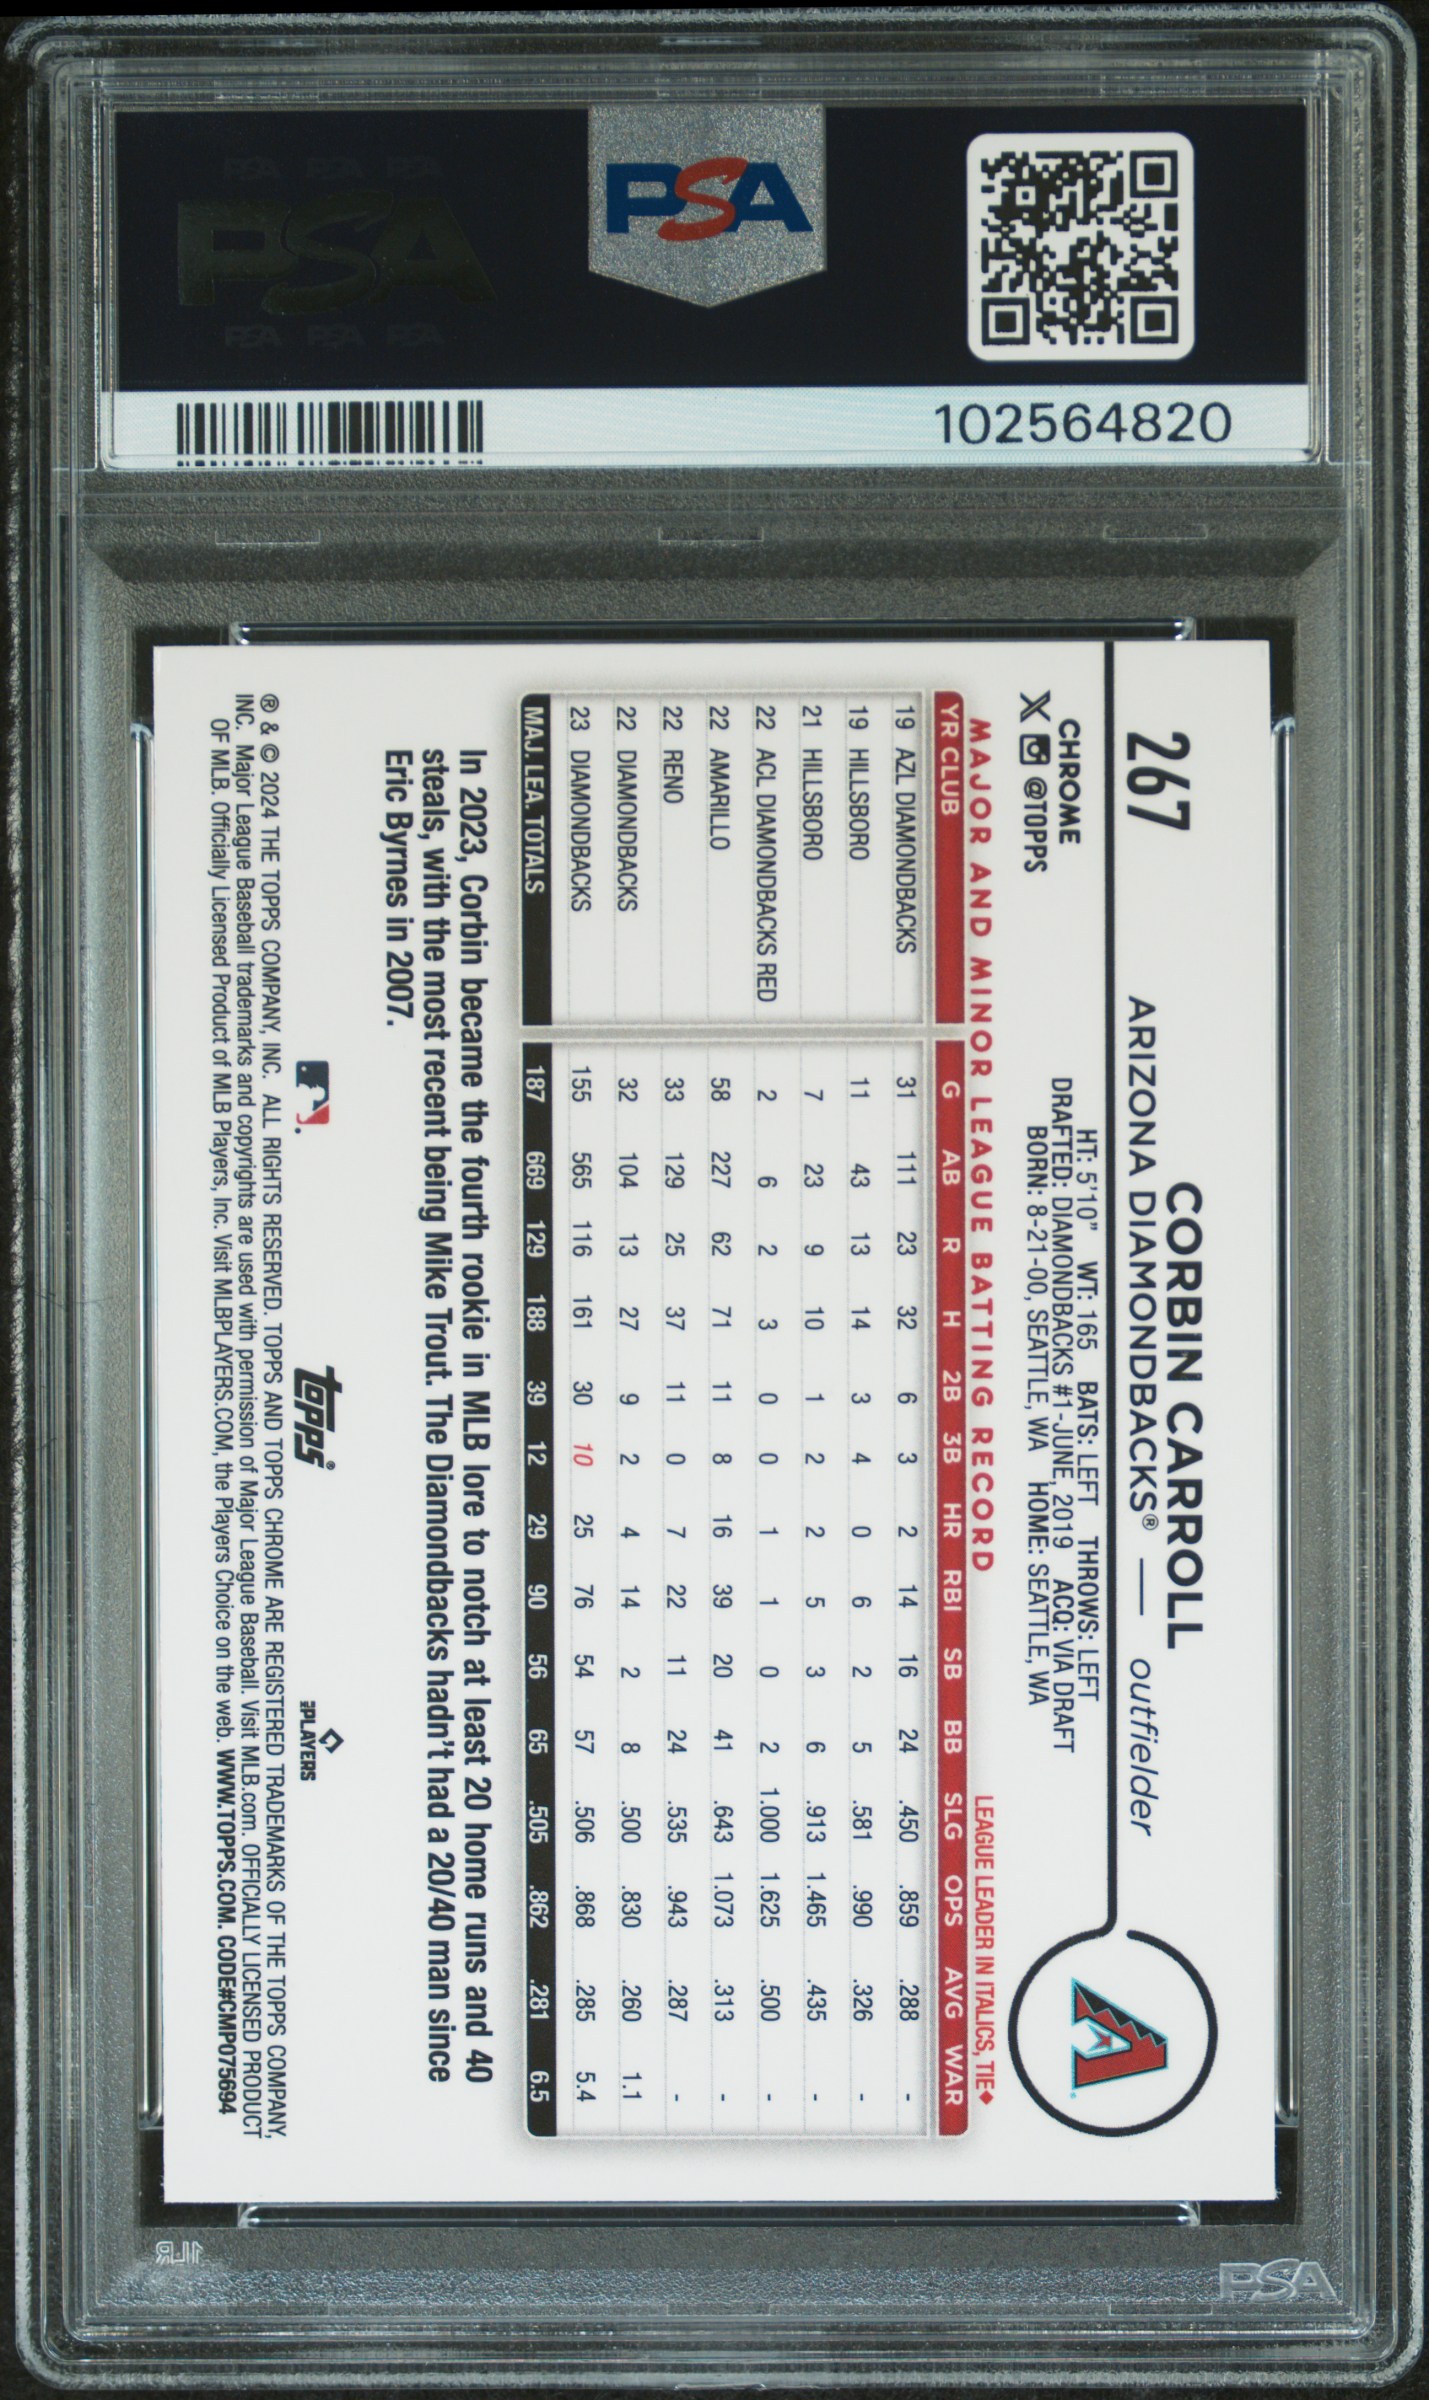 PSA PSA PSA
PSA
PSA PSA PSA
PSA
102564820
267
CORBIN CARROLL
ARIZONA DIAMONDBACKS® — outfielder
CHROME
@TOPPS
HT: 5'10" WT: 165 BATS: LEFT THROWS: LEFT
DRAFTED: DIAMONDBACKS #1-JUNE, 2019 ACQ: VIA DRAFT
BORN: 8-21-00, SEATTLE, WA HOME: SEATTLE, WA
MAJOR AND MINOR LEAGUE BATTING RECORD
LEAGUE LEADER IN ITALICS, TIE◆
YR CLUB G AB R H 2B 3B HR RBI SB BB SLG OPS AVG WAR
19 AZL DIAMONDBACKS 31 111 23 32 6 3 2 14 16 24 .450 .859 .288 -
19 HILLSBORO 11 43 13 14 3 4 0 6 2 5 .581 .990 .326 -
21 HILLSBORO 7 23 9 10 1 2 2 5 3 6 .913 1.465 .435 -
22 ACL DIAMONDBACKS RED 2 6 2 3 0 0 1 1 0 2 1.000 1.625 .500 -
22 AMARILLO 58 227 62 71 11 8 16 39 20 41 .643 1.073 .313 -
22 RENO 33 129 25 37 11 0 7 22 11 24 .535 .943 .287 -
22 DIAMONDBACKS 32 104 13 27 9 2 4 14 2 8 .500 .830 .260 1.1
23 DIAMONDBACKS 155 565 116 161 30 10 25 76 54 57 .506 .868 .285 5.4
MAJ. LEA. TOTALS 187 669 129 188 39 12 29 90 56 65 .505 .862 .281 6.5
In 2023, Corbin became the fourth rookie in MLB lore to notch at least 20 home runs and 40
steals, with the most recent being Mike Trout. The Diamondbacks hadn't had a 20/40 man since
Eric Byrnes in 2007.
topps®
PLAYERS
® & © 2024 THE TOPPS COMPANY, INC. ALL RIGHTS RESERVED. TOPPS AND TOPPS CHROME ARE REGISTERED TRADEMARKS OF THE TOPPS COMPANY,
INC. Major League Baseball trademarks and copyrights are used with permission of Major League Baseball. Visit MLB.com. OFFICIALLY LICENSED PRODUCT
OF MLB. Officially Licensed Product of MLB Players, Inc. Visit MLBPLAYERS.COM, the Players Choice on the web. WWW.TOPPS.COM. CODE#CMP075694
PSA